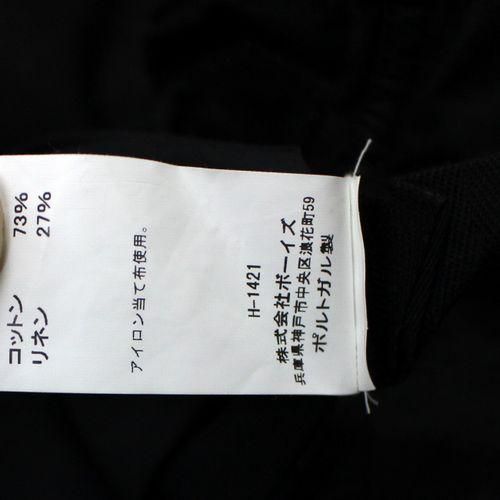 コットン 73%
リネン 27%
アイロン当て布使用。
H-1421
株式会社ボーイズ
兵庫県神戸市中央区浪花町59
ポルトガル製